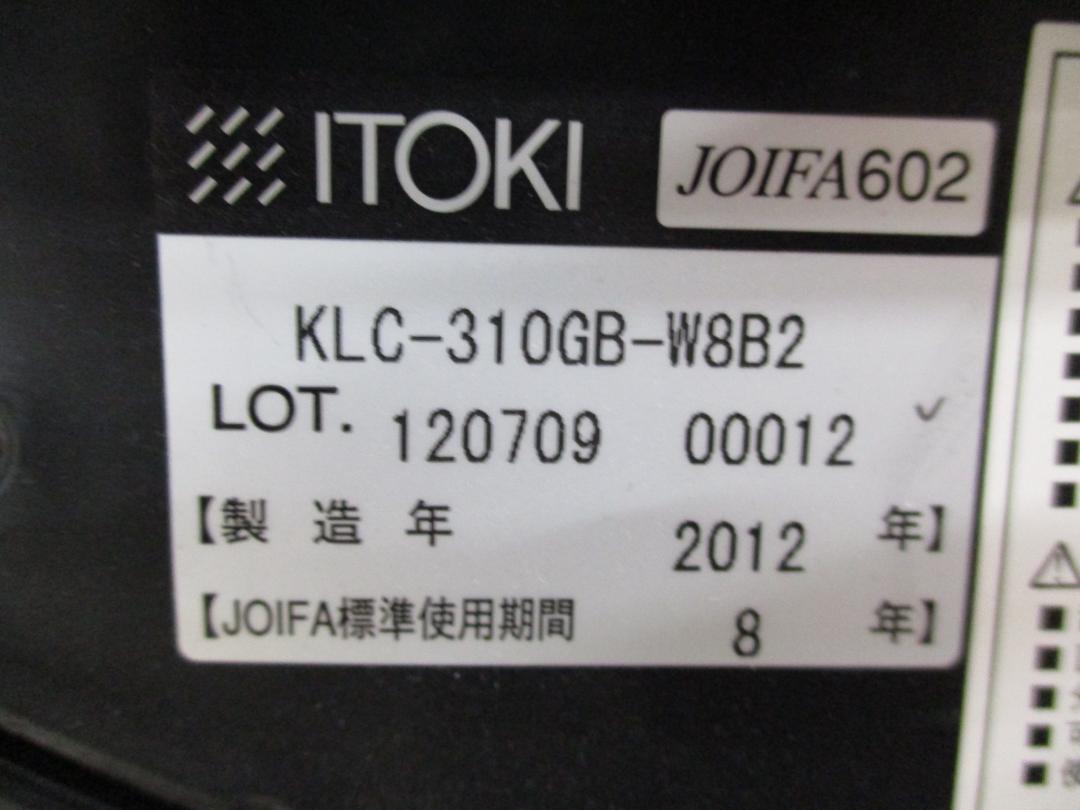 ITOKI JOIFA602
KLC-310GB-W8B2
LOT. 120709 00012
【製 造 年 2012 年】
【JOIFA標準使用期間 8 年】